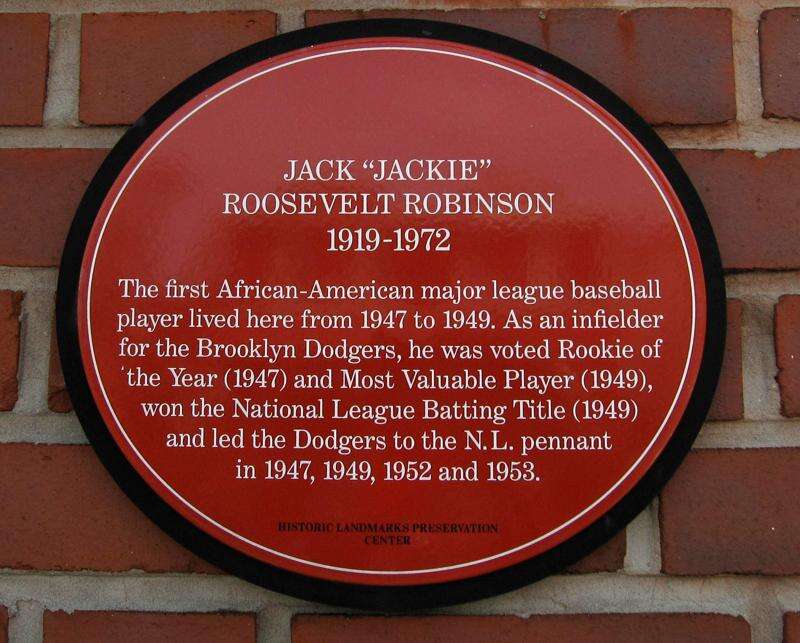 JACK “JACKIE”
ROOSEVELT ROBINSON
1919-1972
The first African-American major league baseball
player lived here from 1947 to 1949. As an infielder
for the Brooklyn Dodgers, he was voted Rookie of
the Year (1947) and Most Valuable Player (1949),
won the National League Batting Title (1949)
and led the Dodgers to the N.L. pennant
in 1947, 1949, 1952 and 1953.
HISTORIC LANDMARKS PRESERVATION
CENTER